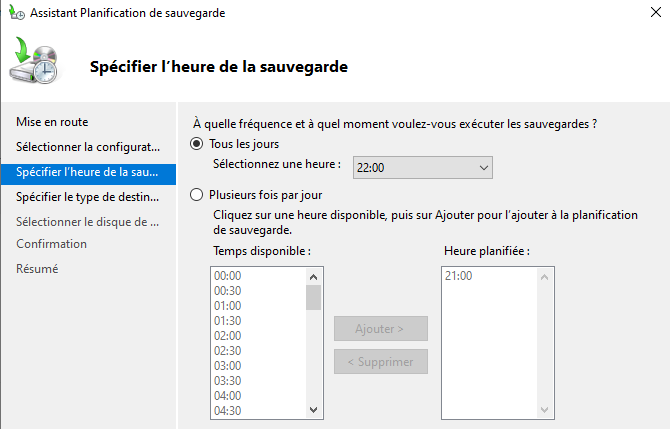 Assistant Planification de sauvegarde
Spécifier l'heure de la sauvegarde
Mise en route
Sélectionner la configurat...
Spécifier l'heure de la sau...
Spécifier le type de destin...
Sélectionner le disque de ...
Confirmation
Résumé
À quelle fréquence et à quel moment voulez-vous exécuter les sauvegardes ?
Tous les jours
Sélectionnez une heure :
22:00
Plusieurs fois par jour
Cliquez sur une heure disponible, puis sur Ajouter pour l'ajouter à la planification
de sauvegarde.
Temps disponible :
00:00
00:30
01:00
01:30
02:00
02:30
03:00
03:30
04:00
04:30
Ajouter >
< Supprimer
Heure planifiée :
21:00